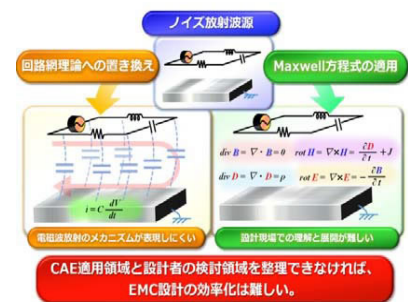 ノイズ放射波源
回路網理論への置き換え
Maxwell方程式の適用
i=C dV/dt
div B=∇・B=0 rot H=∇×H=∂D/∂t+J
div D=∇・D=ρ rot E=∇×E=-∂B/∂t
電磁波放射のメカニズムが表現しにくい
設計現場での理解と展開が難しい
CAE適用領域と設計者の検討領域を整理できなければ、
EMC設計の効率化は難しい。